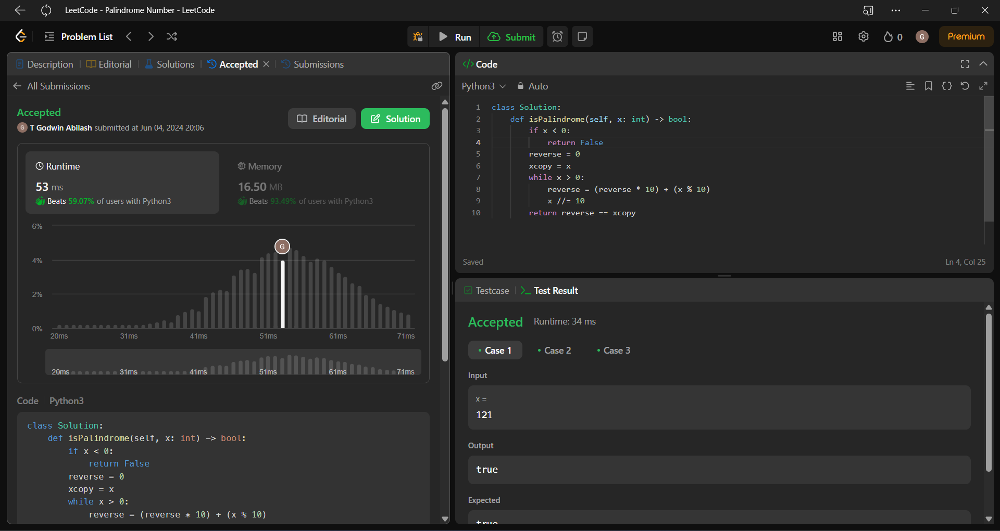 LeetCode - Palindrome Number - LeetCode
Problem List
Run
Submit
0
G
Premium
Description
Editorial
Solutions
Accepted
Submissions
All Submissions
Accepted
G T Godwin Abilash submitted at Jun 04, 2024 20:06
Editorial
Solution
Runtime
53 ms
Beats 59.07% of users with Python3
Memory
16.50 MB
Beats 93.49% of users with Python3
6%
4%
2%
0%
G
20ms 31ms 41ms 51ms 61ms 71ms
20ms 31ms 41ms 51ms 61ms 71ms
Code Python3
class Solution:
    def isPalindrome(self, x: int) -> bool:
        if x < 0:
            return False
        reverse = 0
        xcopy = x
        while x > 0:
            reverse = (reverse * 10) + (x % 10)
</> Code
Python3 Auto
1 class Solution:
2     def isPalindrome(self, x: int) -> bool:
3         if x < 0:
4             return False
5         reverse = 0
6         xcopy = x
7         while x > 0:
8             reverse = (reverse * 10) + (x % 10)
9             x //= 10
10         return reverse == xcopy
Saved
Ln 4, Col 25
Testcase
>_ Test Result
Accepted Runtime: 34 ms
Case 1 Case 2 Case 3
Input
x =
121
Output
true
Expected
true